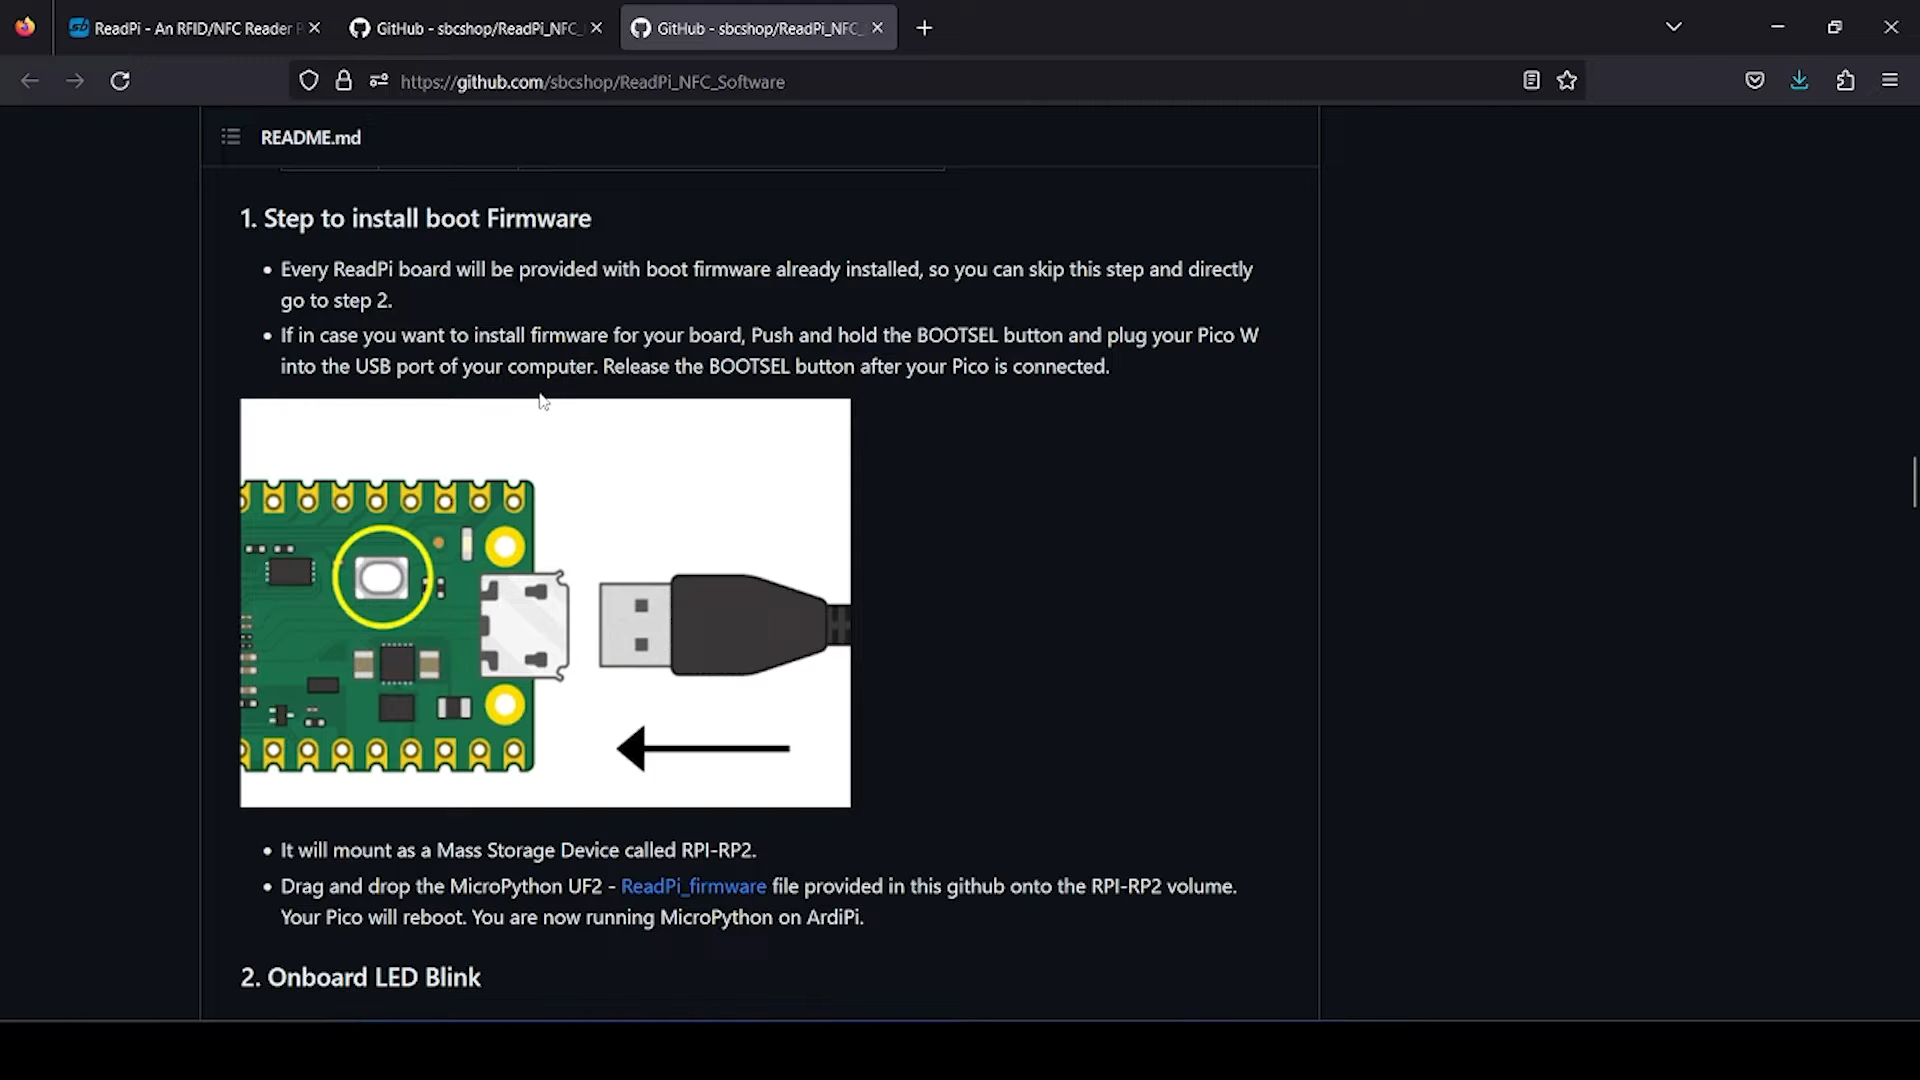 ReadPi - An RFID/NFC Reader P
GitHub - sbcshop/ReadPi_NFC_
GitHub - sbcshop/ReadPi_NFC_
https://github.com/sbcshop/ReadPi_NFC_Software
README.md
1. Step to install boot Firmware
• Every ReadPi board will be provided with boot firmware already installed, so you can skip this step and directly
go to step 2.
• If in case you want to install firmware for your board, Push and hold the BOOTSEL button and plug your Pico W
into the USB port of your computer. Release the BOOTSEL button after your Pico is connected.
• It will mount as a Mass Storage Device called RPI-RP2.
• Drag and drop the MicroPython UF2 - ReadPi_firmware file provided in this github onto the RPI-RP2 volume.
Your Pico will reboot. You are now running MicroPython on ArdiPi.
2. Onboard LED Blink